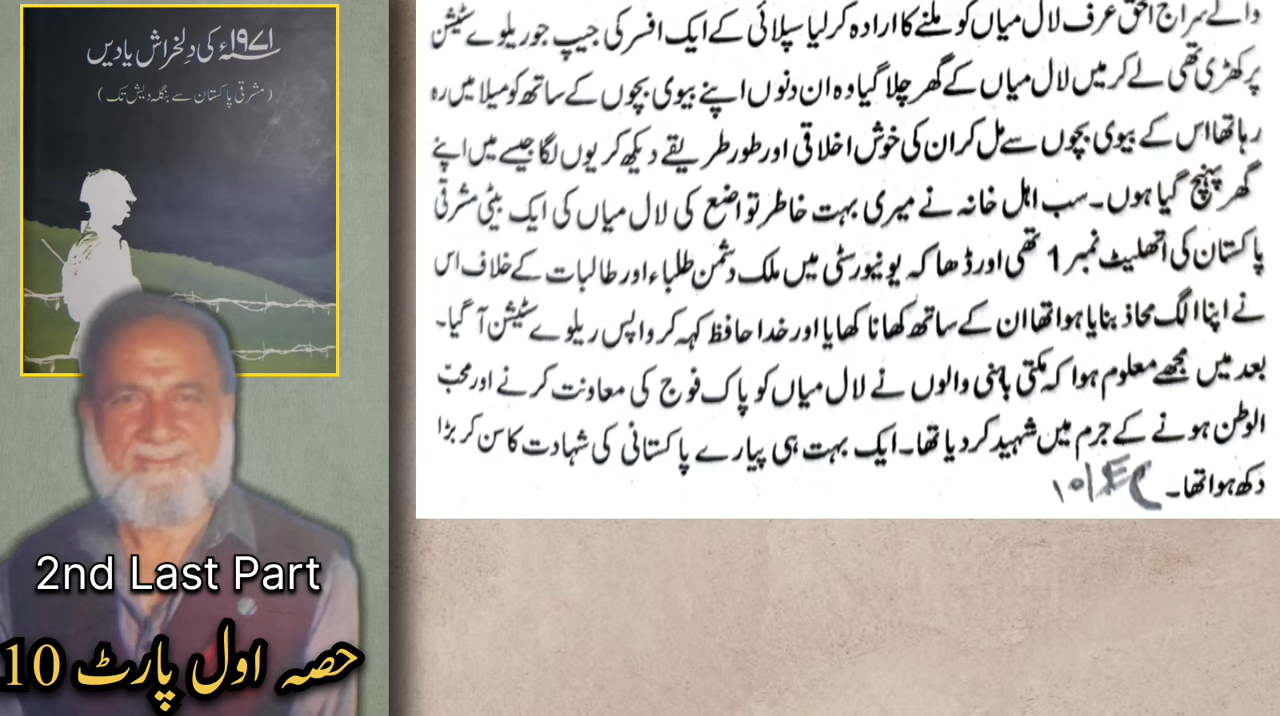 ۱۹۷۱ء کی دلخراش یادیں
(مشرقی پاکستان سے بنگلہ دیش تک)
2nd Last Part
حصہ اول پارٹ 10
والے سراج الحق عرف لال میاں کو ملنے کا ارادہ کر لیا سپلائی کے ایک افسر کی جیپ جو ریلوے سٹیشن
پر کھڑی تھی لے کر میں لال میاں کے گھر چلا گیا وہ ان دنوں اپنے بیوی بچوں کے ساتھ کومیلا میں رہ
رہا تھا اس کے بیوی بچوں سے مل کر ان کی خوش اخلاقی اور طور طریقے دیکھ کر یوں لگا جیسے میں اپنے
گھر پہنچ گیا ہوں۔ سب اہل خانہ نے میری بہت خاطر تواضع کی لال میاں کی ایک بیٹی مشرقی
پاکستان کی اتھلیٹ نمبر 1 تھی اور ڈھاکہ یونیورسٹی میں ملک دشمن طلباء اور طالبات کے خلاف اس
نے اپنا الگ محاذ بنایا ہوا تھا ان کے ساتھ کھانا کھایا اور خدا حافظ کہہ کر واپس ریلوے سٹیشن آ گیا۔
بعد میں مجھے معلوم ہوا کہ مکتی باہنی والوں نے لال میاں کو پاک فوج کی معاونت کرنے اور محبّ
الوطن ہونے کے جرم میں شہید کر دیا تھا۔ ایک بہت ہی پیارے پاکستانی کی شہادت کا سن کر بڑا
دکھ ہوا تھا۔